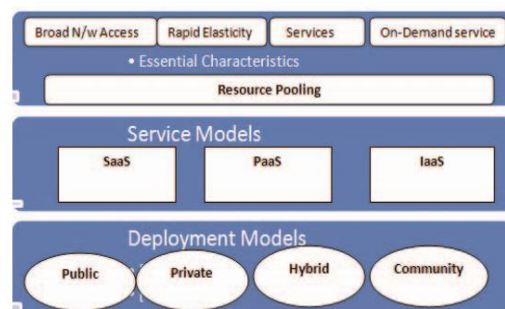 Broad N/w Access Rapid Elasticity Services On-Demand service
• Essential Characteristics
Resource Pooling
Service Models
SaaS PaaS IaaS
Deployment Models
Public Private Hybrid Community